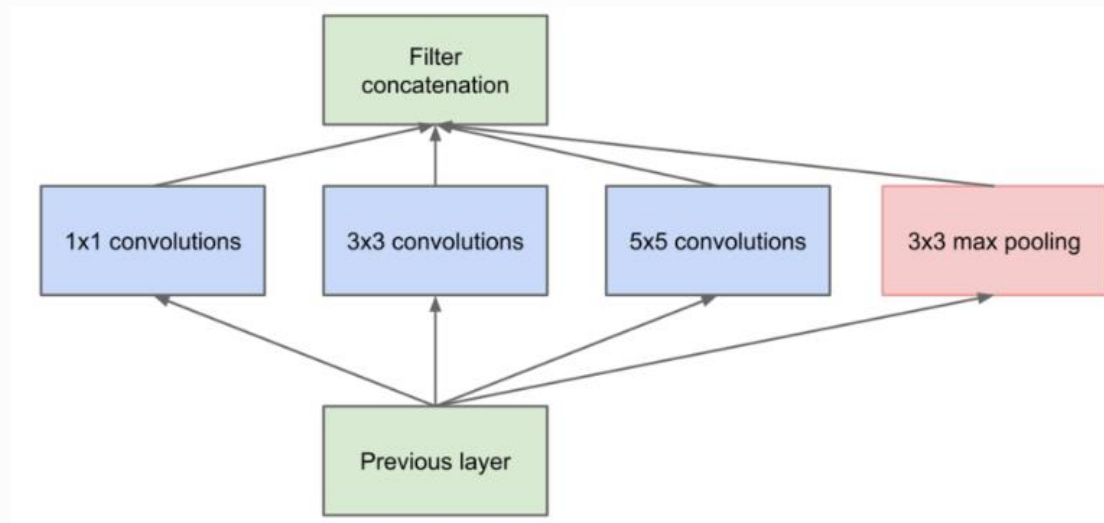 Filter
concatenation
1x1 convolutions
3x3 convolutions
5x5 convolutions
3x3 max pooling
Previous layer